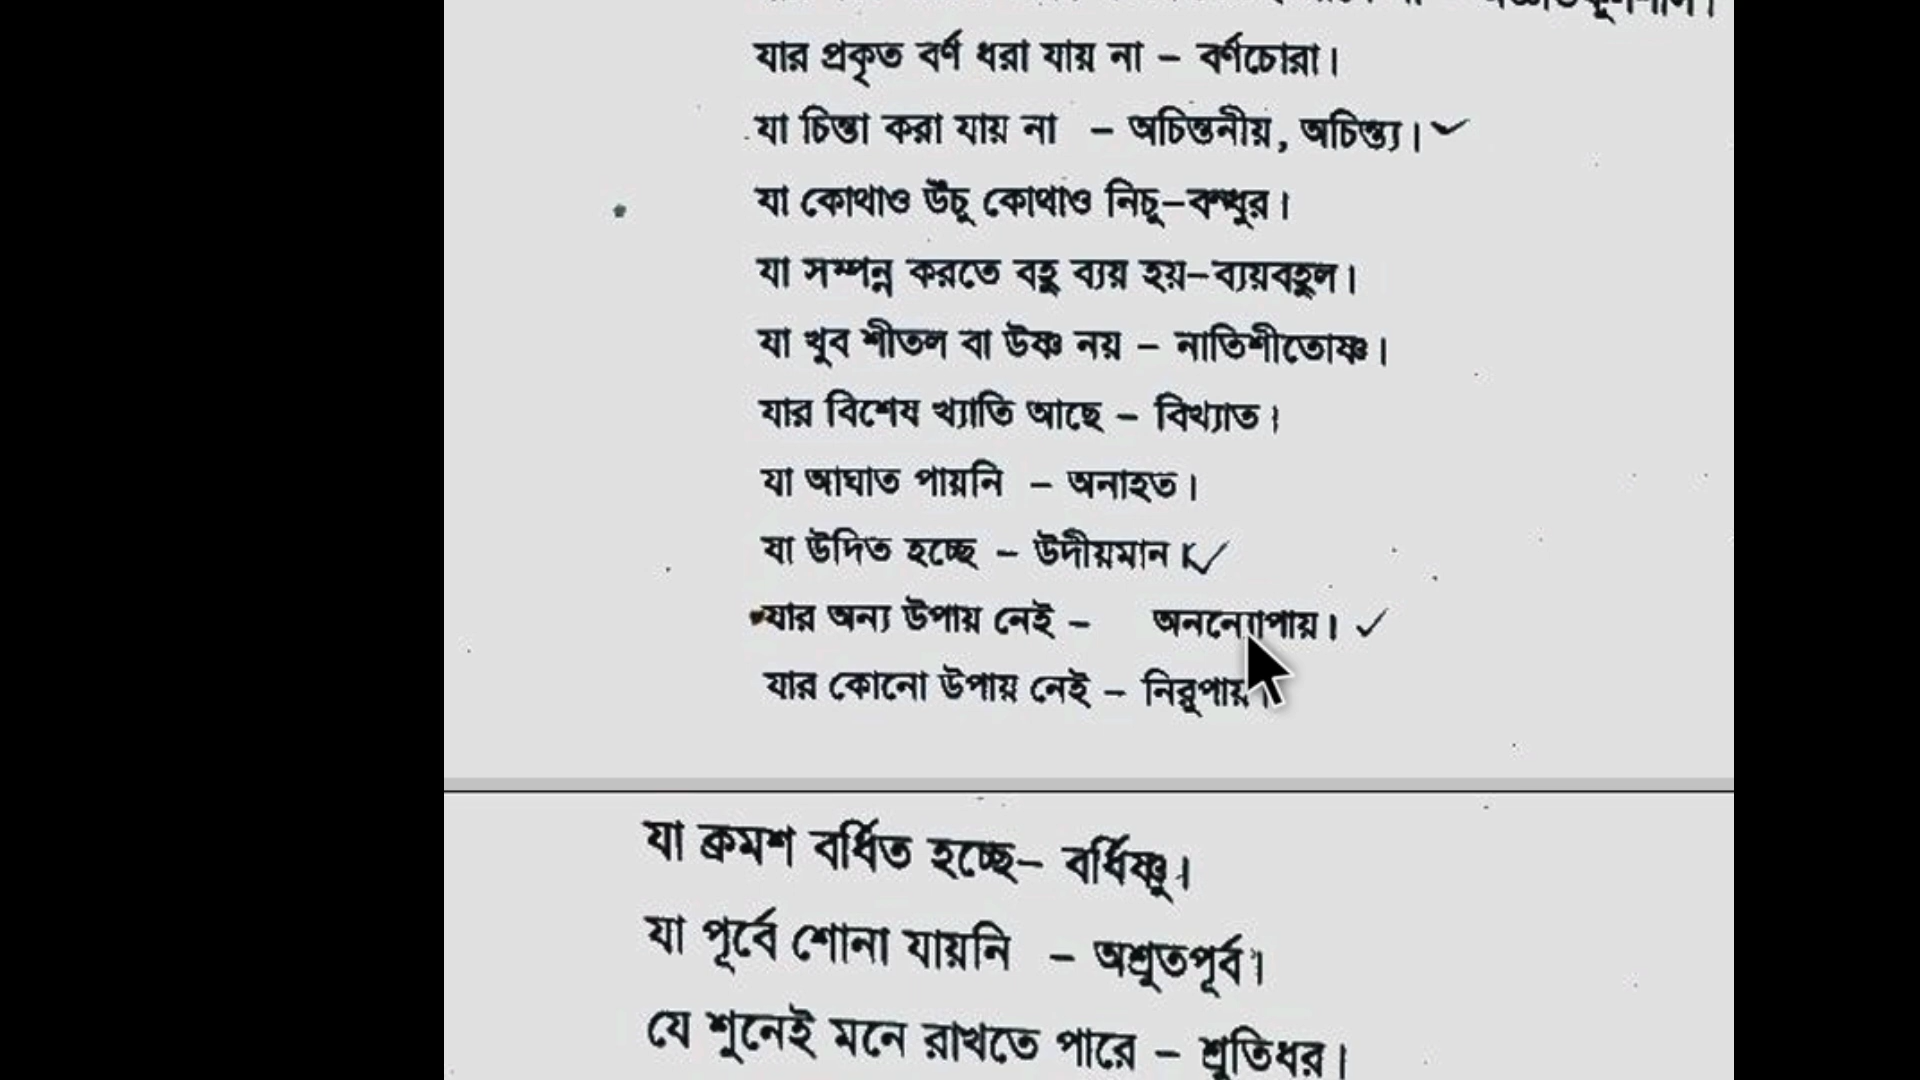 যার প্রকৃত বর্ণ ধরা যায় না – বর্ণচোরা।
যা চিন্তা করা যায় না – অচিন্তনীয়, অচিন্ত্য।
যা কোথাও উঁচু কোথাও নিচু–বন্ধুর।
যা সম্পন্ন করতে বহু ব্যয় হয়–ব্যয়বহুল।
যা খুব শীতল বা উষ্ণ নয় – নাতিশীতোষ্ণ।
যার বিশেষ খ্যাতি আছে – বিখ্যাত।
যা আঘাত পায়নি – অনাহত।
যা উদিত হচ্ছে – উদীয়মান।
যার অন্য উপায় নেই – অনন্যোপায়।
যার কোনো উপায় নেই – নিরুপায়।
যা ক্রমশ বর্ধিত হচ্ছে– বর্ধিষ্ণু।
যা পূর্বে শোনা যায়নি – অশ্রুতপূর্ব।
যে শুনেই মনে রাখতে পারে – শ্রুতিধর।